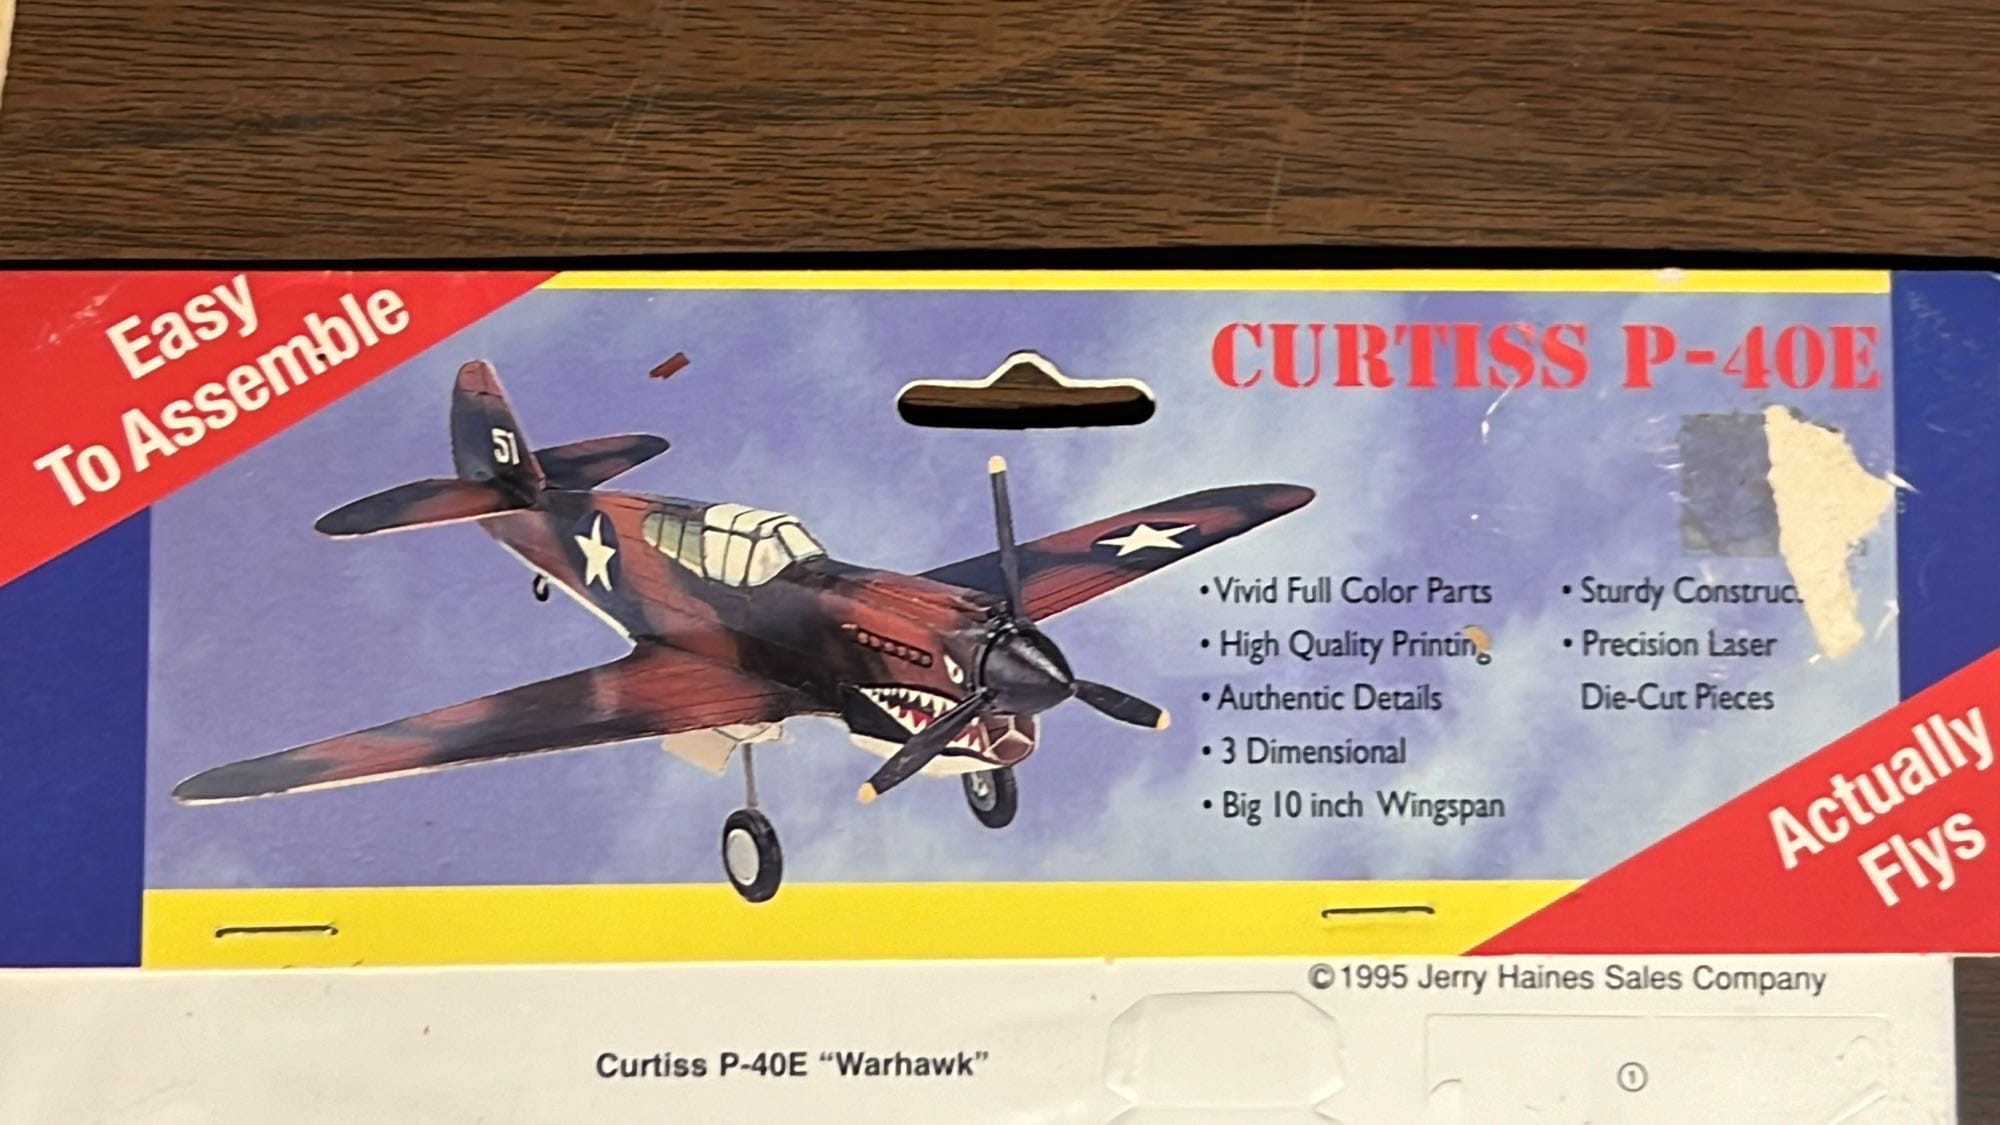 Easy
To Assemble
CURTISS P-40E
51
• Vivid Full Color Parts
• High Quality Printing
• Authentic Details
• 3 Dimensional
• Big 10 inch Wingspan
• Sturdy Construc
• Precision Laser
Die-Cut Pieces
Actually
Flys
©1995 Jerry Haines Sales Company
Curtiss P-40E “Warhawk”
1